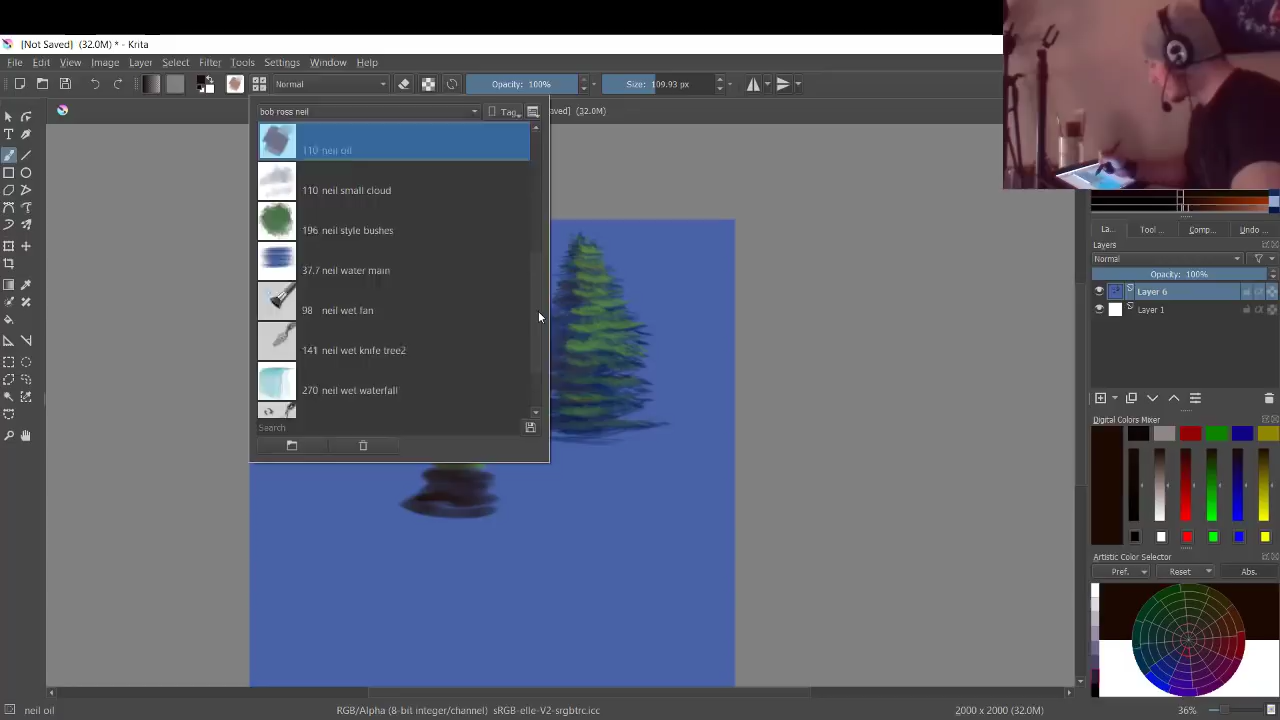 [Not Saved] (32.0M) * - Krita
File Edit View Image Layer Select Filter Tools Settings Window Help
Normal Opacity: 100% Size: 109.93 px
bob ross neil Tag
ved] (32.0M)
110 neil oil
110 neil small cloud
196 neil style bushes
37.7 neil water main
98 neil wet fan
141 neil wet knife tree2
270 neil wet waterfall
Search
La... Tool ... Comp... Undo ...
Layers
Normal
Opacity: 100%
Layer 6
Layer 1
Digital Colors Mixer
Artistic Color Selector
Pref. Reset Abs.
neil oil RGB/Alpha (8-bit integer/channel) sRGB-elle-V2-srgbtrc.icc 2000 x 2000 (32.0M) 36%